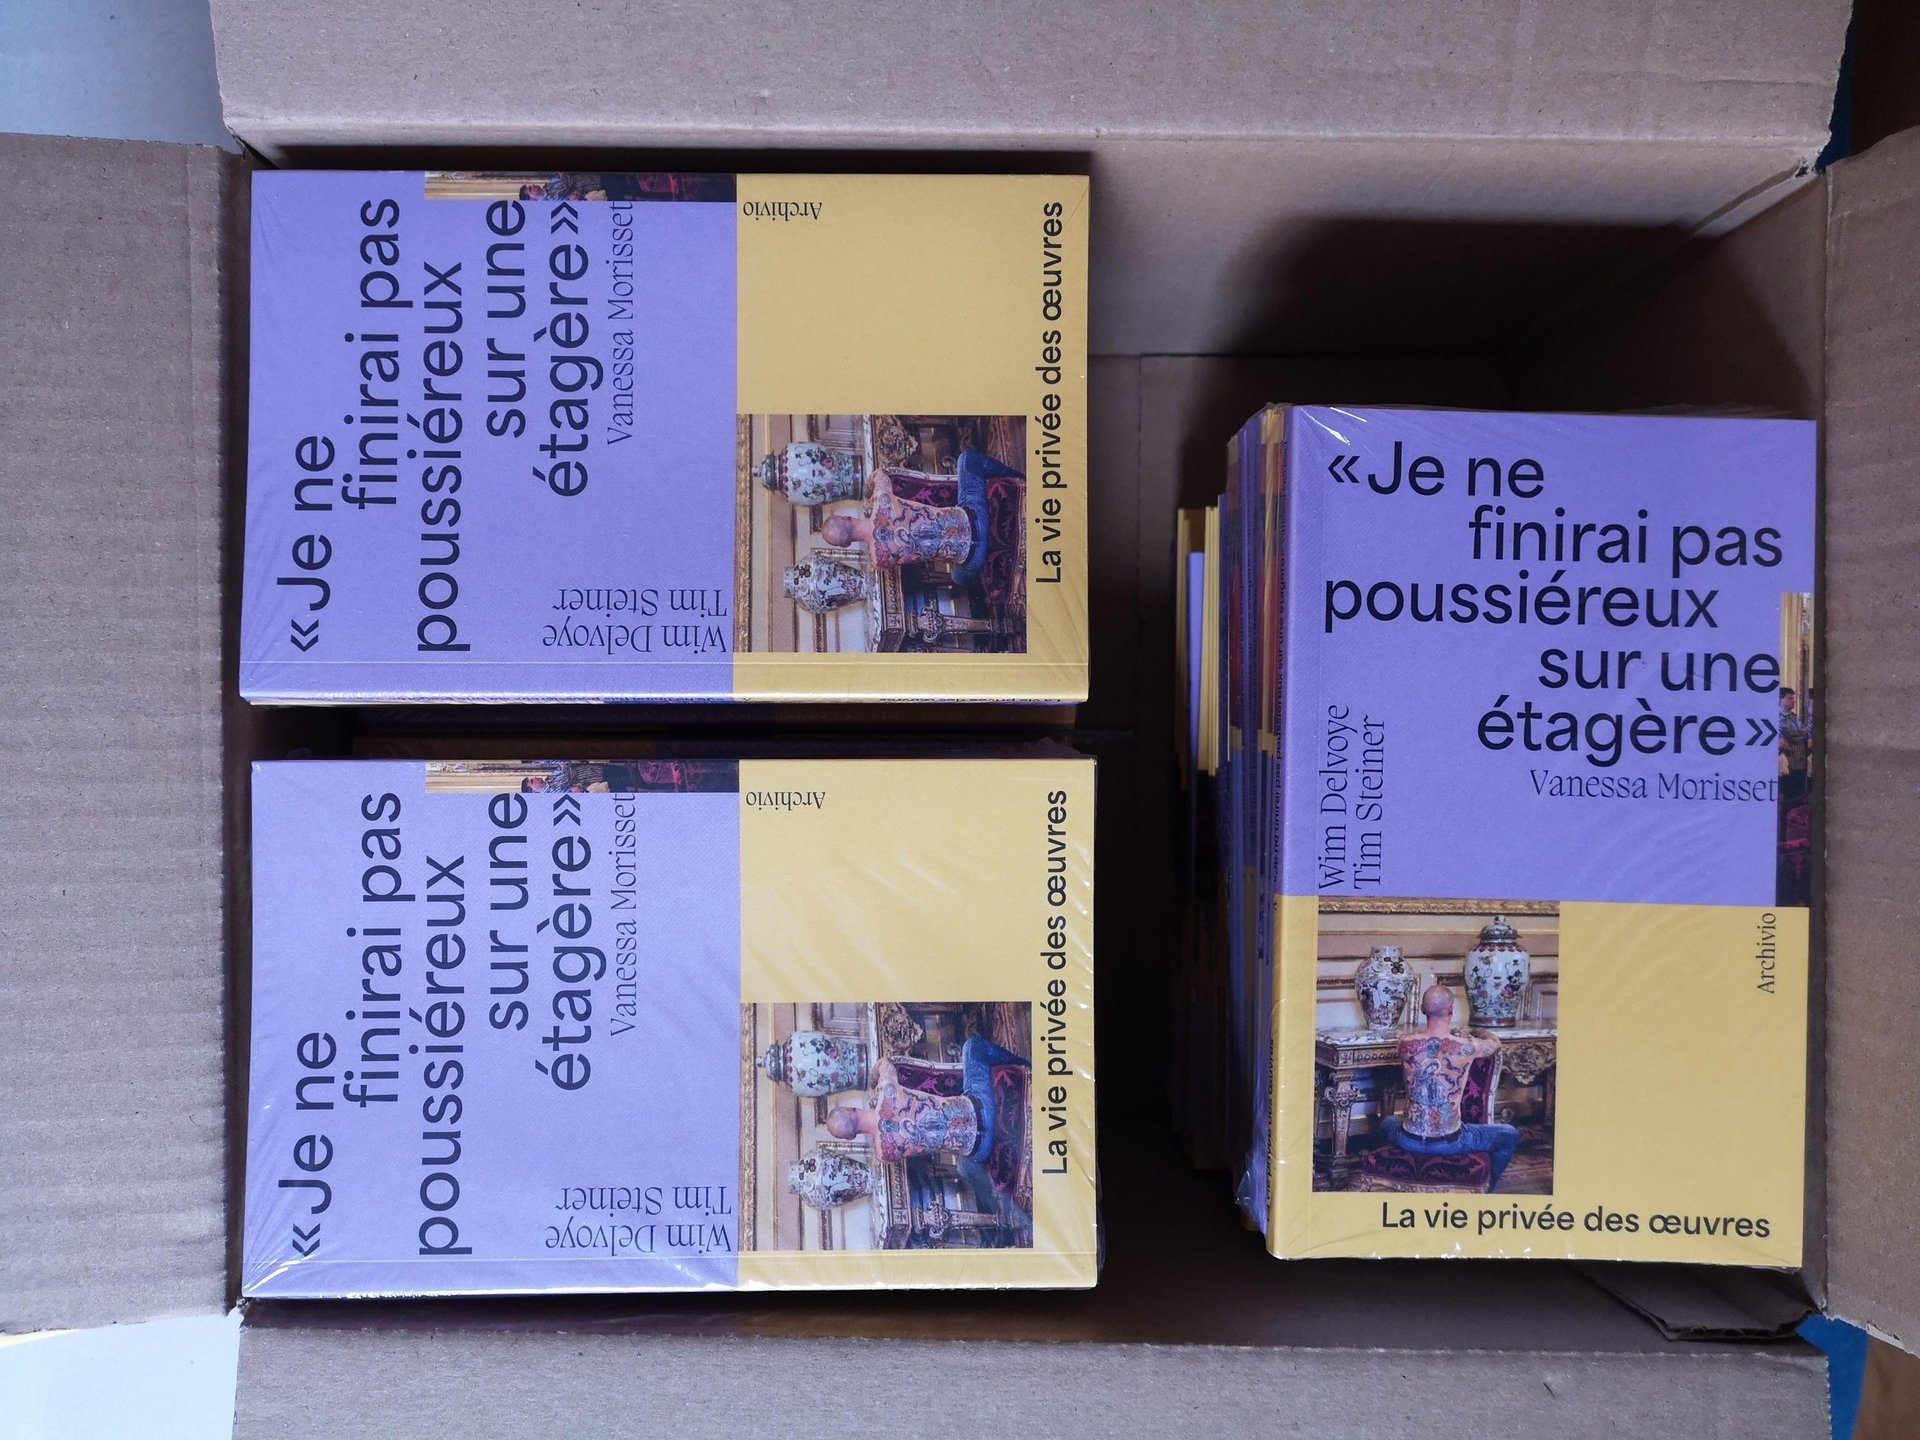 «Je ne
finirai pas
poussiéreux
sur une
étagère»
Vanessa Morisset
Wim Delvoye
Tim Steiner
Archivio
La vie privée des œuvres
«Je ne
finirai pas
poussiéreux
sur une
étagère»
Vanessa Morisset
Wim Delvoye
Tim Steiner
Archivio
La vie privée des œuvres
«Je ne
finirai pas
poussiéreux
sur une
étagère»
Vanessa Morisset
Wim Delvoye
Tim Steiner
Archivio
La vie privée des œuvres